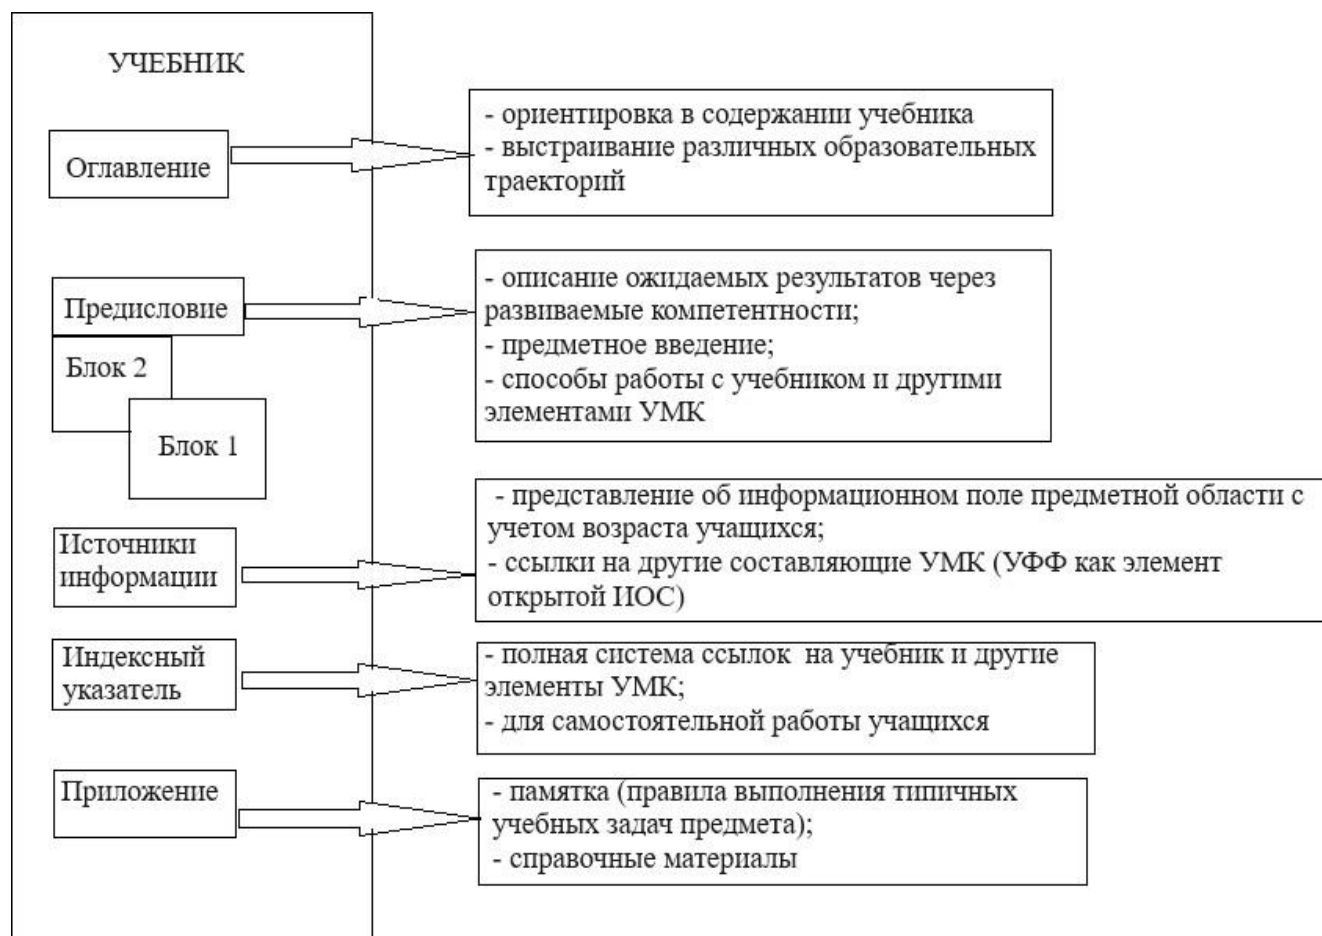 УЧЕБНИК
Оглавление
- ориентировка в содержании учебника
- выстраивание различных образовательных
траекторий
Предисловие
- описание ожидаемых результатов через
развиваемые компетентности;
- предметное введение;
- способы работы с учебником и другими
элементами УМК
Блок 2
Блок 1
Источники
информации
- представление об информационном поле предметной области с
учетом возраста учащихся;
- ссылки на другие составляющие УМК (УФФ как элемент
открытой ИОС)
Индексный
указатель
- полная система ссылок на учебник и другие
элементы УМК;
- для самостоятельной работы учащихся
Приложение
- памятка (правила выполнения типичных
учебных задач предмета);
- справочные материалы